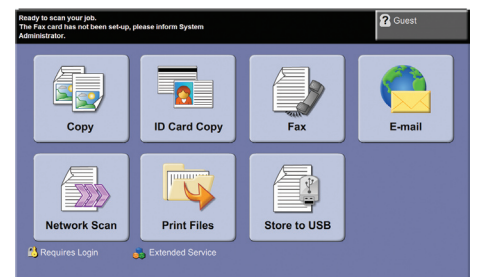 Ready to scan your job.
The Fax card has not been set-up, please inform System
Administrator.
Guest
Copy
ID Card Copy
Fax
E-mail
Network Scan
Print Files
Store to USB
Requires Login
Extended Service